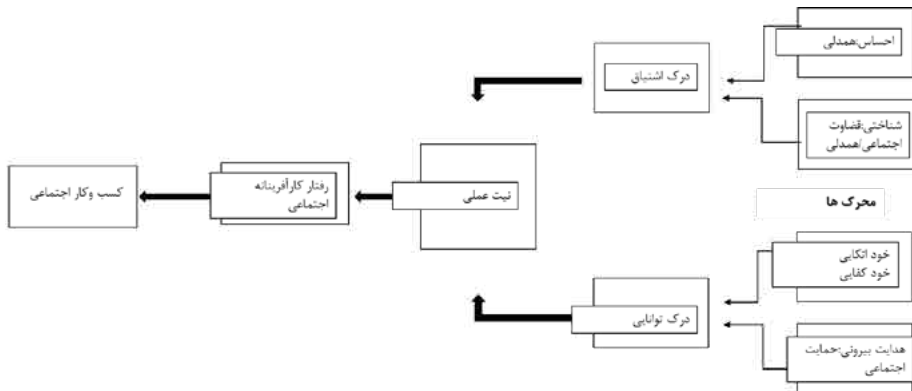 احساس:همدلی
درک اشتیاق
شناختی:قضاوت
اجتماعی/همدلی
نیت عملی
رفتار کارآفرینانه
اجتماعی
کسب وکار اجتماعی
محرک ها
خود اتکایی
خود کفایی
درک توانایی
هدایت بیرونی:حمایت
اجتماعی